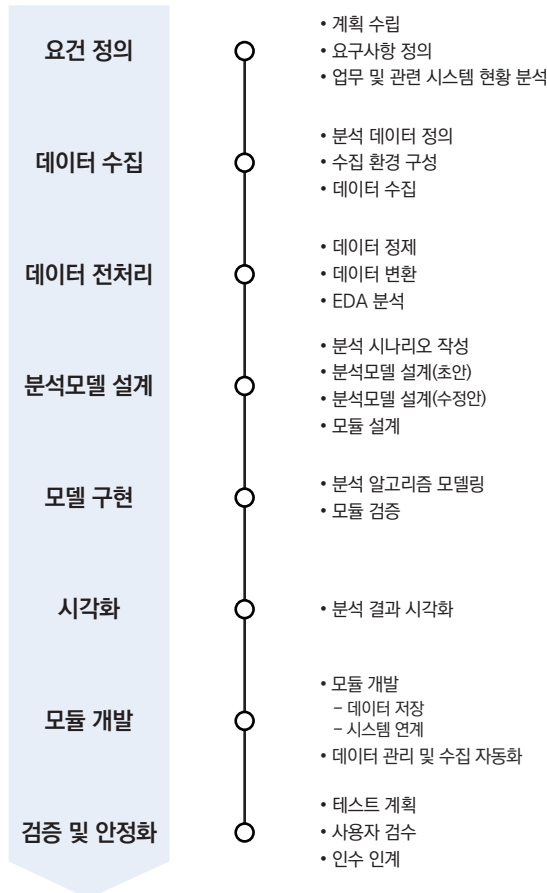 요건 정의
• 계획 수립
• 요구사항 정의
• 업무 및 관련 시스템 현황 분석
데이터 수집
• 분석 데이터 정의
• 수집 환경 구성
• 데이터 수집
데이터 전처리
• 데이터 정제
• 데이터 변환
• EDA 분석
분석모델 설계
• 분석 시나리오 작성
• 분석모델 설계(초안)
• 분석모델 설계(수정안)
• 모듈 설계
모델 구현
• 분석 알고리즘 모델링
• 모듈 검증
시각화
• 분석 결과 시각화
모듈 개발
• 모듈 개발
– 데이터 저장
– 시스템 연계
• 데이터 관리 및 수집 자동화
검증 및 안정화
• 테스트 계획
• 사용자 검수
• 인수 인계